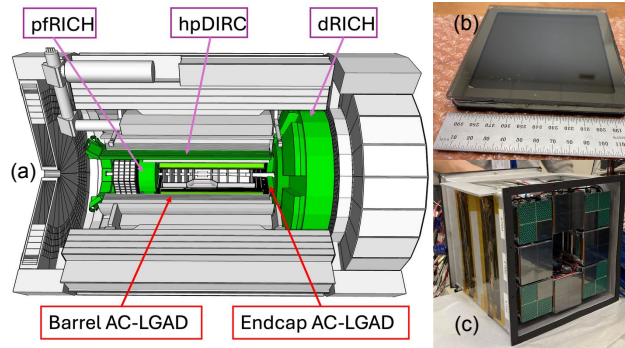 pfRICH
hpDIRC
dRICH
(a)
Barrel AC-LGAD
Endcap AC-LGAD
(b)
(c)